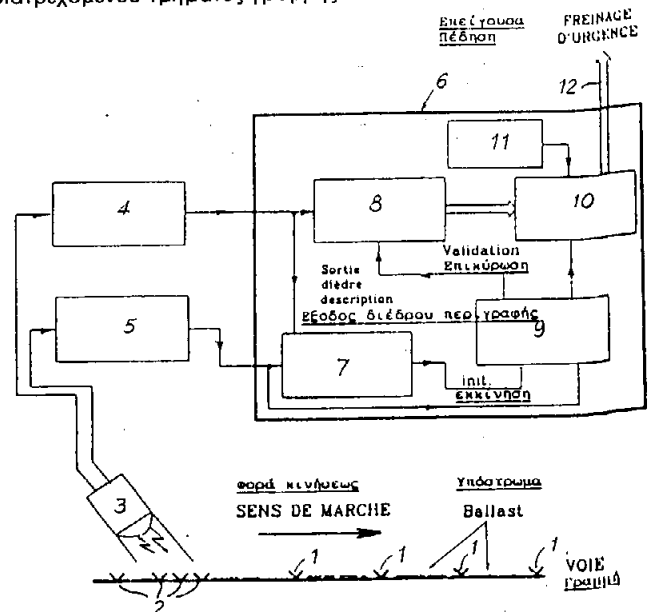 Επείγουσα
Πέδηση
FREINAGE
D'URGENCE
6
12
11
4
8
10
Validation
Επικύρωση
Sortie
dièdre
description
Εξοδος διέδρου περιγραφής
5
7
9
init.
εκκίνηση
3
Φορά κινήσεως
SENS DE MARCHE
Υπόστρωμα
Ballast
1
1
1
1
2
VOIE
Γραμμή